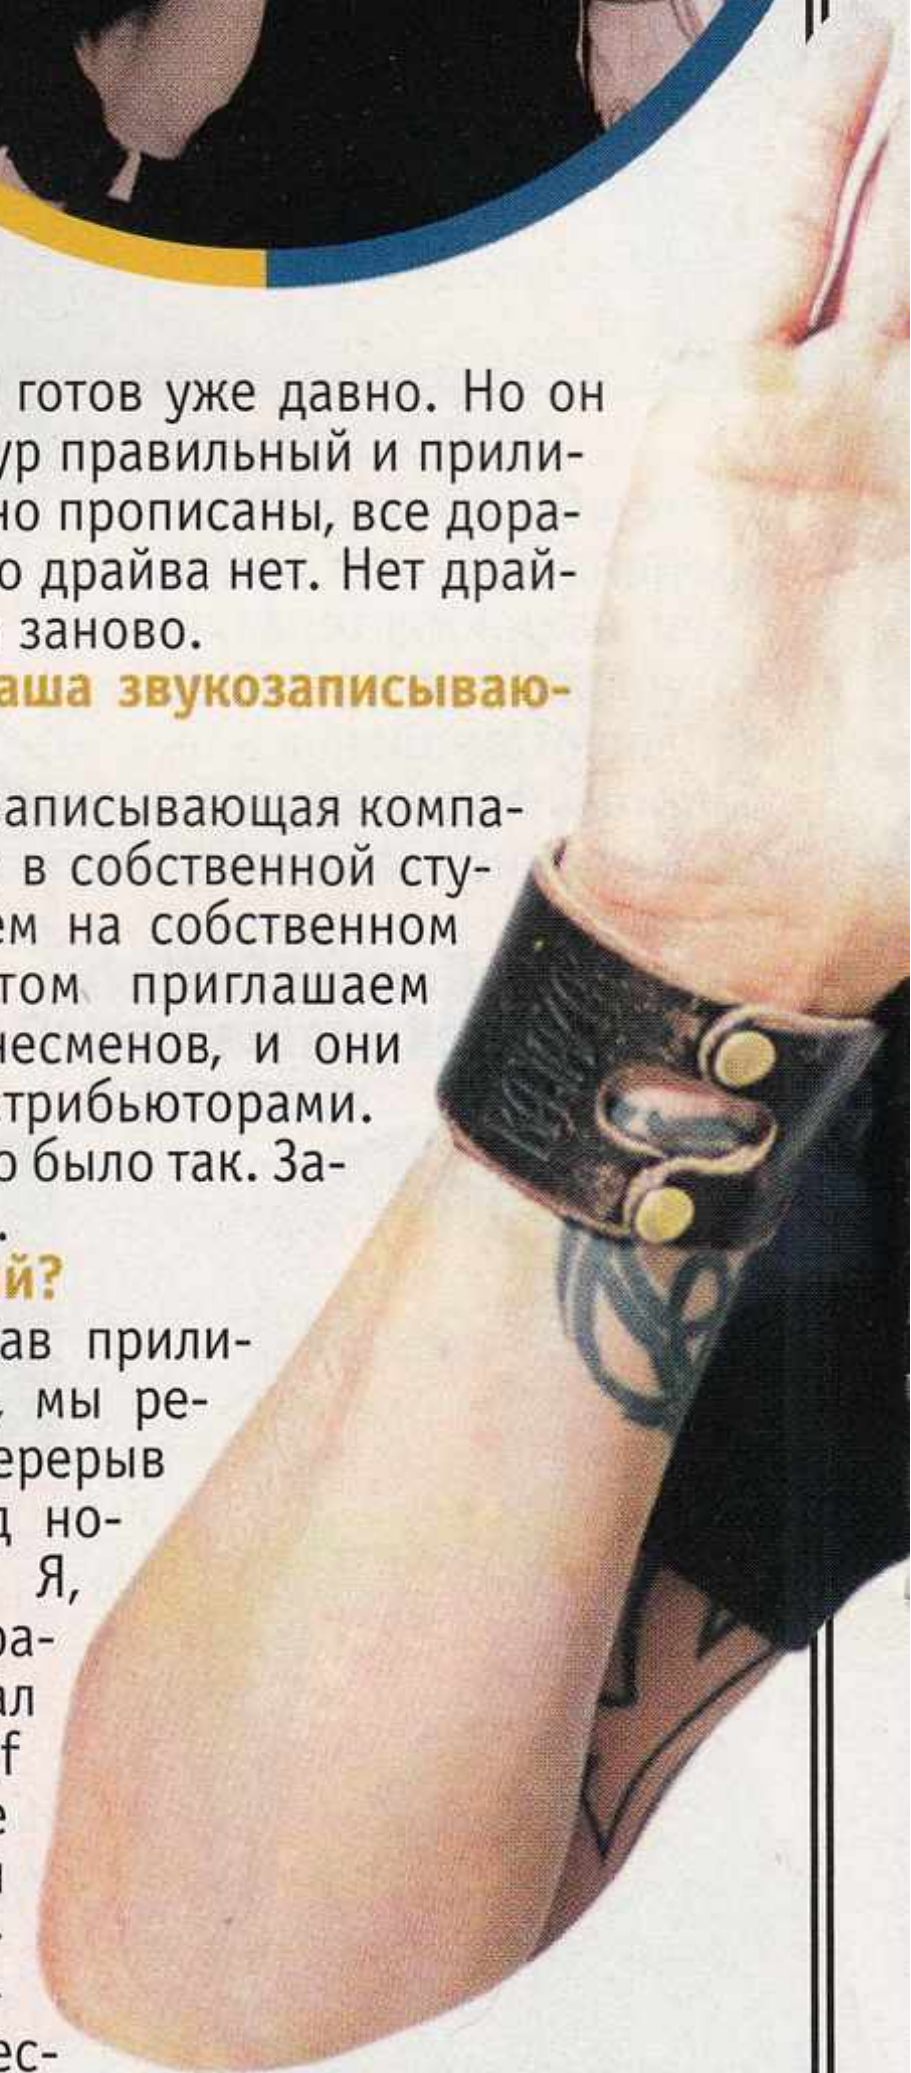 готов уже давно. Но он
ур правильный и прили-
но прописаны, все дора-
о драйва нет. Нет драй-
заново.
аша звукозаписываю-
записывающая компа-
в собственной сту-
ем на собственном
том приглашаем
несменов, и они
стрибьюторами.
о было так. За-
.
й?
ав прили-
, мы ре-
ерерыв
д но-
Я,
ра-
ал
f
е
ес-